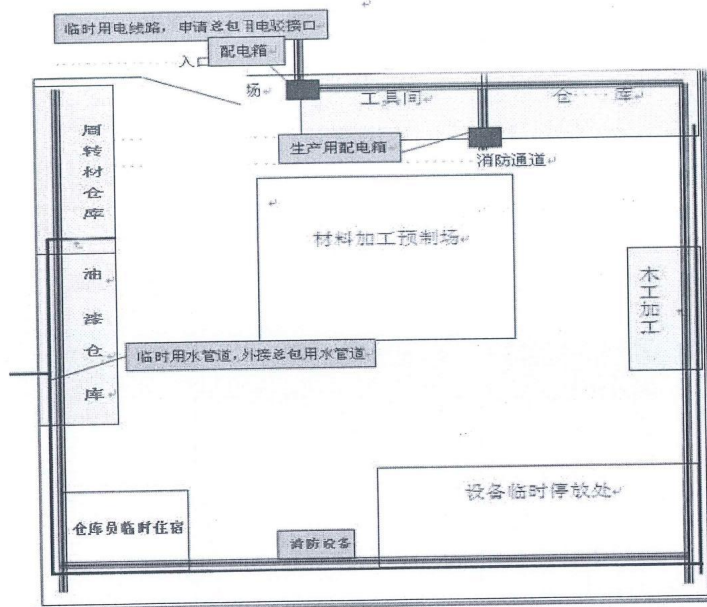 临时用电线路，申请总包用电驳接口
配电箱
入口
场
工具间
仓 库
生产用配电箱
消防通道
周转材仓库
材料加工预制场
木工加工
油漆仓库
临时用水管道，外接总包用水管道
设备临时停放处
仓库员临时住宿
消防设备